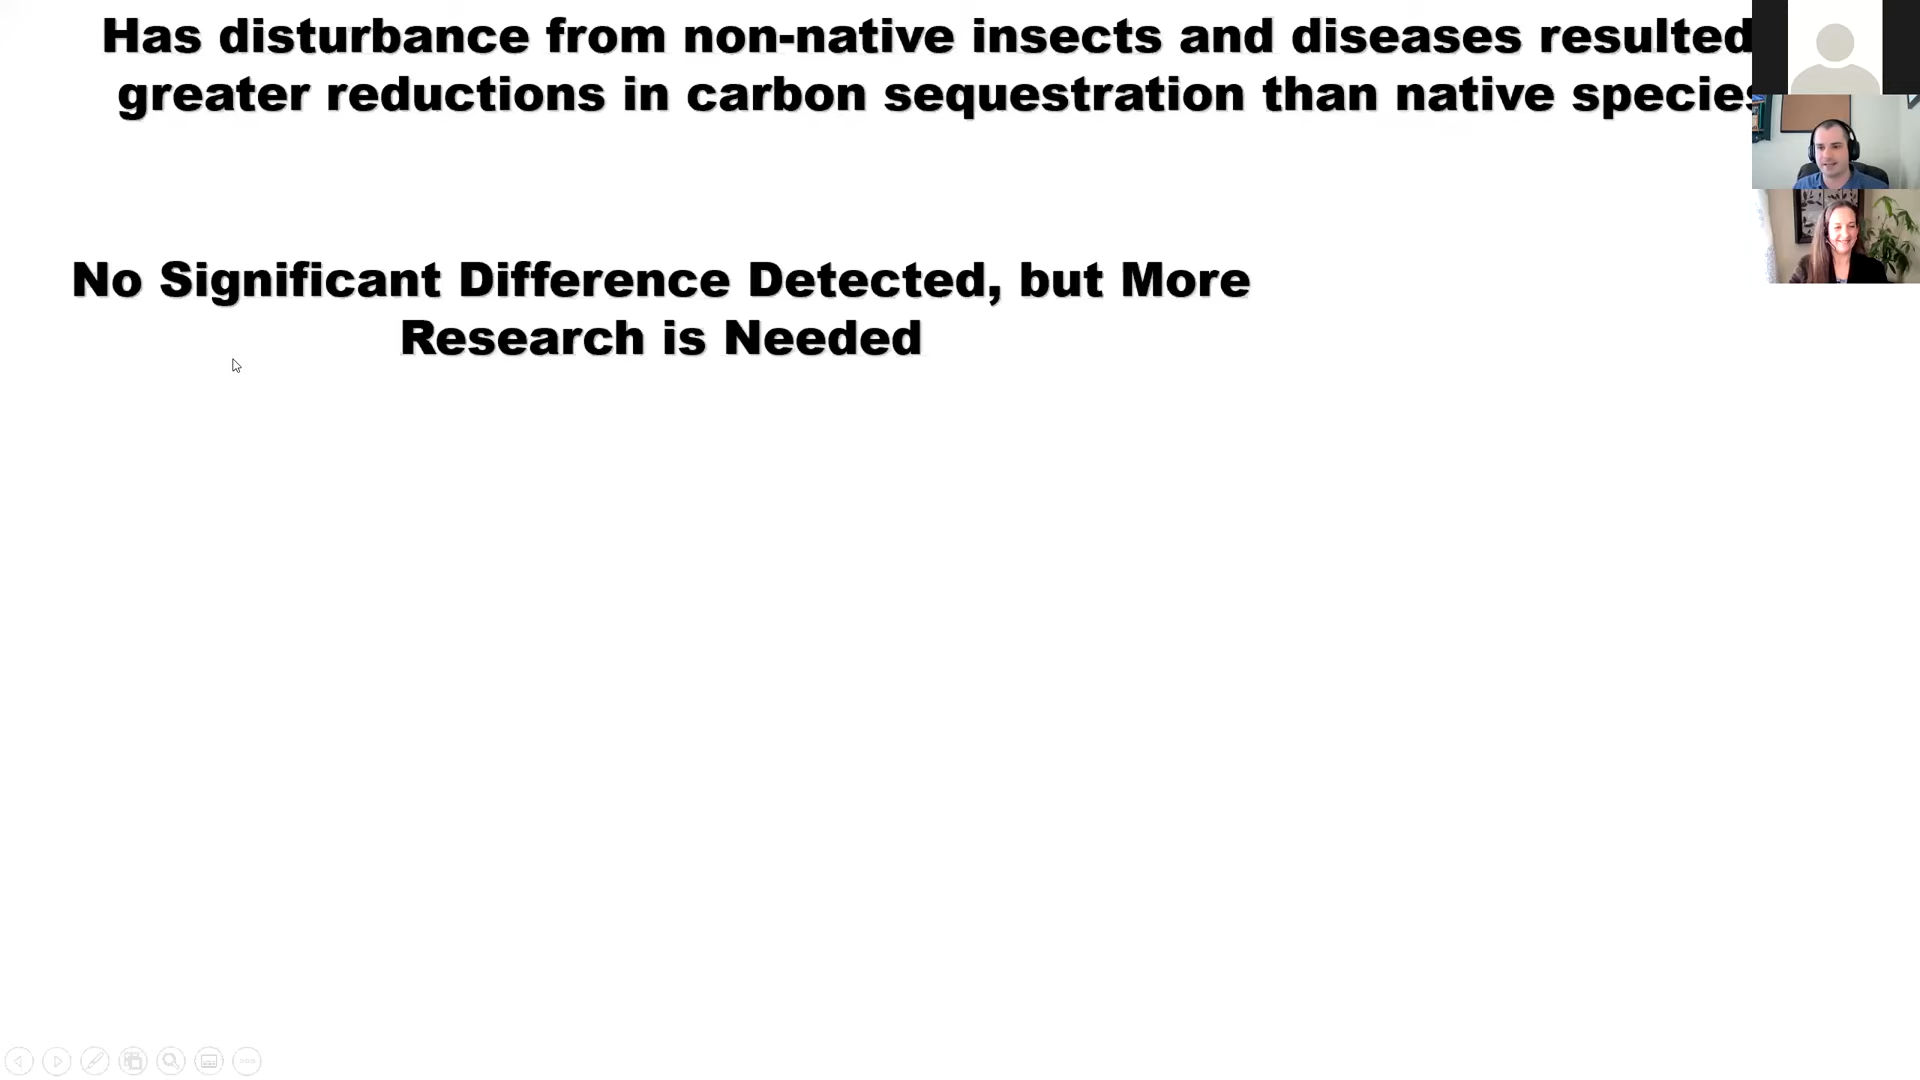 Has disturbance from non-native insects and diseases resulted
greater reductions in carbon sequestration than native species
No Significant Difference Detected, but More
Research is Needed